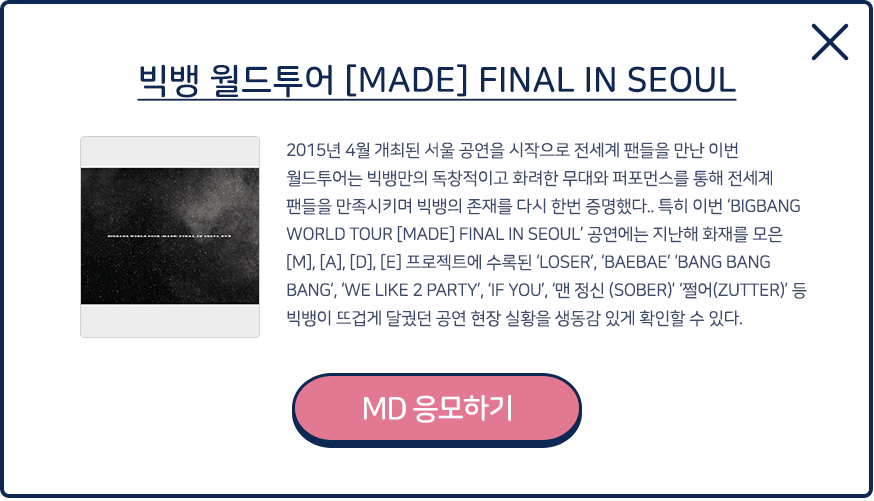 빅뱅 월드투어 [MADE] FINAL IN SEOUL
2015년 4월 개최된 서울 공연을 시작으로 전세계 팬들을 만난 이번
월드투어는 빅뱅만의 독창적이고 화려한 무대와 퍼포먼스를 통해 전세계
팬들을 만족시키며 빅뱅의 존재를 다시 한번 증명했다.. 특히 이번 ‘BIGBANG
WORLD TOUR [MADE] FINAL IN SEOUL’ 공연에는 지난해 화재를 모은
[M], [A], [D], [E] 프로젝트에 수록된 ‘LOSER’, ‘BAEBAE’ ‘BANG BANG
BANG’, ‘WE LIKE 2 PARTY’, ‘IF YOU’, ‘맨 정신 (SOBER)’ ‘쩔어(ZUTTER)’ 등
빅뱅이 뜨겁게 달궜던 공연 현장 실황을 생동감 있게 확인할 수 있다.
BIGBANG WORLD TOUR [MADE] FINAL IN SEOUL DVD
MD 응모하기